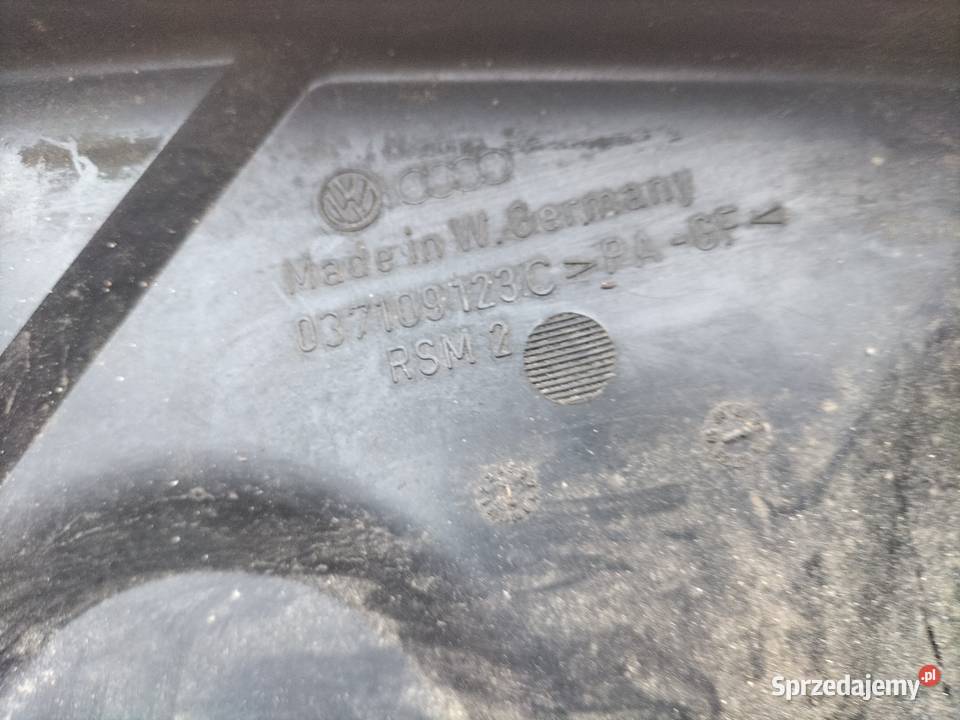 VW
Made in W. Germany
037109123C >PA-GF<
RSM 2
Sprzedajemy.pl